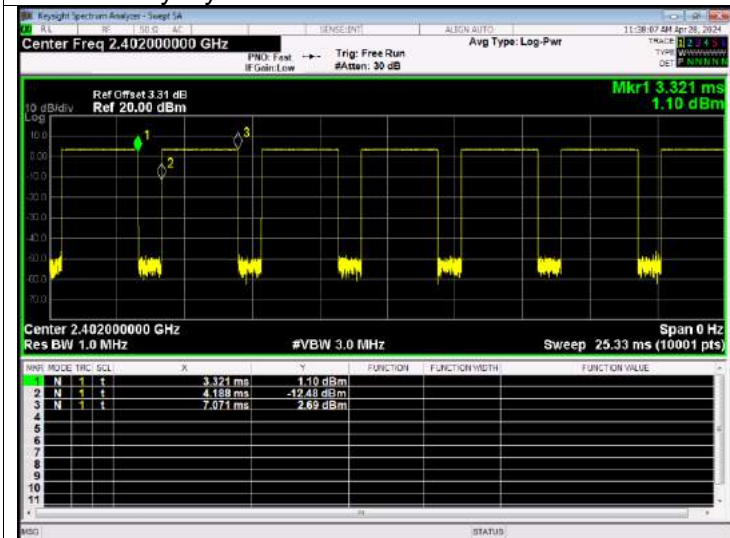 Keysight Spectrum Analyzer - Swept SA
RL RF 50 Ω AC SENSE:INT ALIGN AUTO 11:38:07 AM Apr 28, 2024
Center Freq 2.402000000 GHz
PNO: Fast
IFGain:Low
Trig: Free Run
#Atten: 30 dB
Avg Type: Log-Pwr
TRACE 1 2 3 4 5 6
TYPE WWWWWW
DET P N N N N N
Ref Offset 3.31 dB
Ref 20.00 dBm
10 dB/div
Log
Mkr1 3.321 ms
1.10 dBm
10.0
0.00
-10.0
-20.0
-30.0
-40.0
-50.0
-60.0
-70.0
1
2
3
Center 2.402000000 GHz Span 0 Hz
Res BW 1.0 MHz #VBW 3.0 MHz Sweep 25.33 ms (10001 pts)
MKR MODE TRC SCL X Y FUNCTION FUNCTION WIDTH FUNCTION VALUE
1 N 1 t 3.321 ms 1.10 dBm
2 N 1 t 4.188 ms -12.48 dBm
3 N 1 t 7.071 ms 2.69 dBm
4
5
6
7
8
9
10
11
MSG STATUS